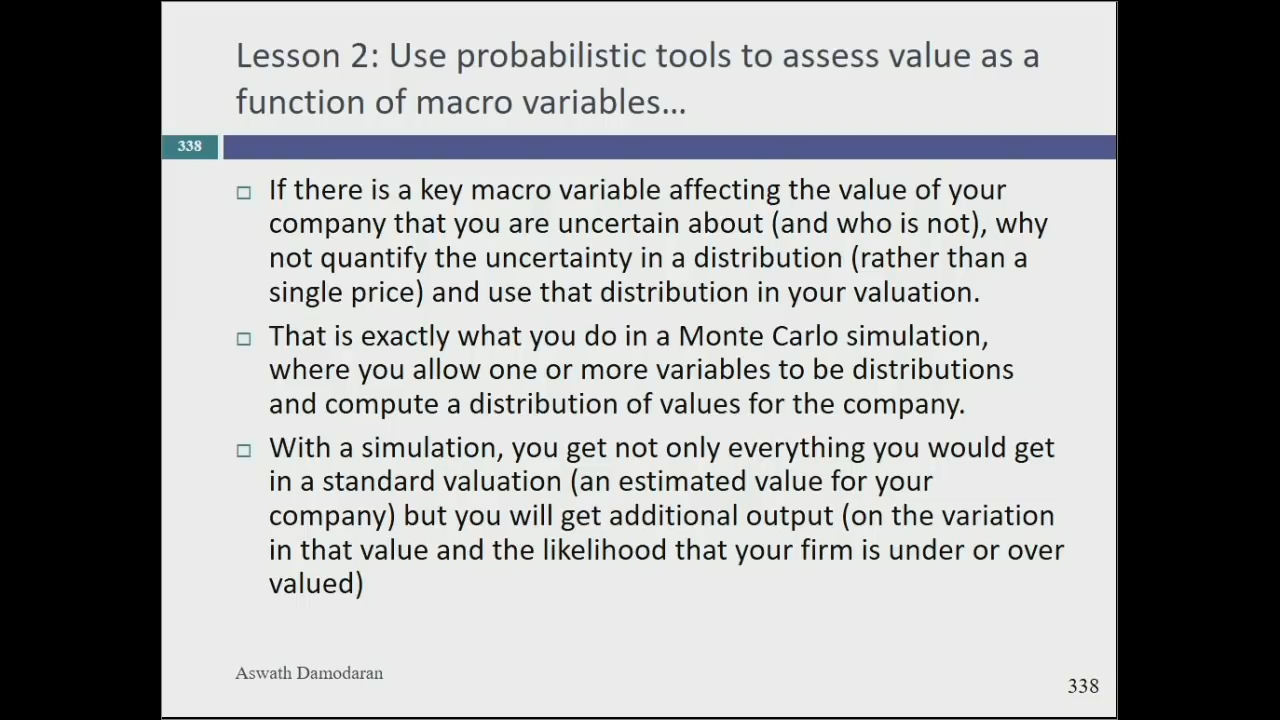 Lesson 2: Use probabilistic tools to assess value as a
function of macro variables…
338
If there is a key macro variable affecting the value of your
company that you are uncertain about (and who is not), why
not quantify the uncertainty in a distribution (rather than a
single price) and use that distribution in your valuation.
That is exactly what you do in a Monte Carlo simulation,
where you allow one or more variables to be distributions
and compute a distribution of values for the company.
With a simulation, you get not only everything you would get
in a standard valuation (an estimated value for your
company) but you will get additional output (on the variation
in that value and the likelihood that your firm is under or over
valued)
Aswath Damodaran
338